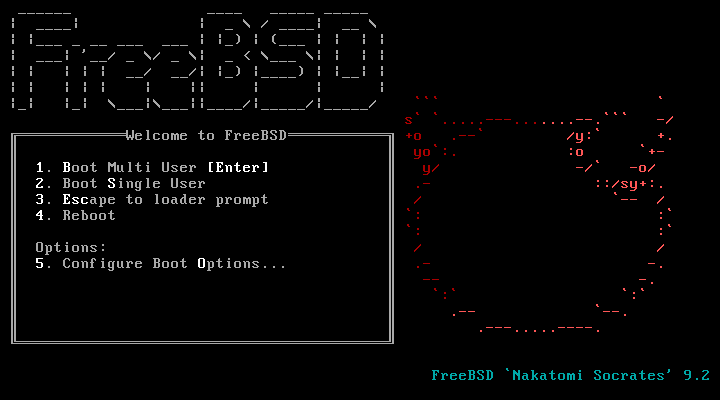 FreeBSD
Welcome to FreeBSD
1. Boot Multi User [Enter]
2. Boot Single User
3. Escape to loader prompt
4. Reboot
Options:
5. Configure Boot Options...
FreeBSD `Nakatomi Socrates' 9.2